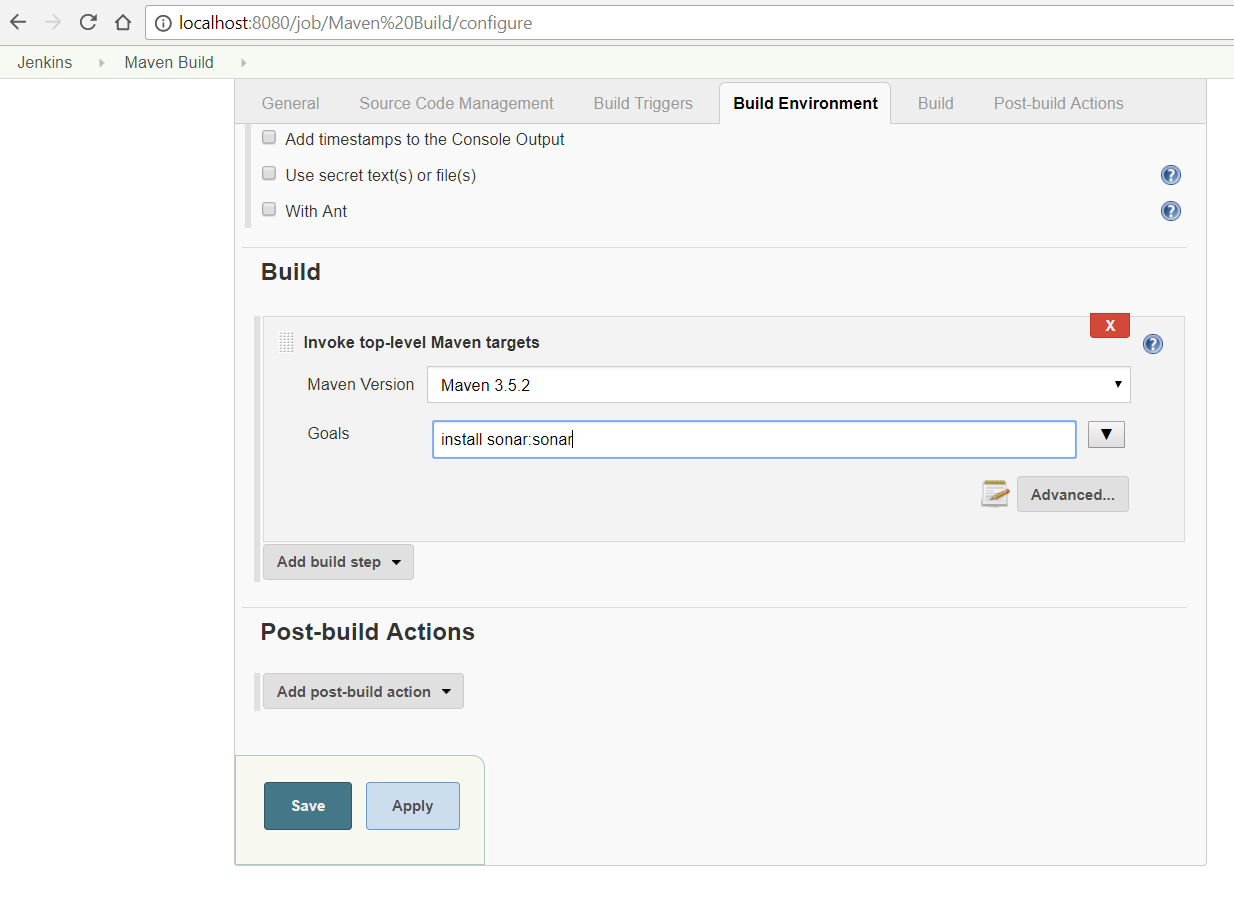 localhost:8080/job/Maven%20Build/configure
Jenkins Maven Build
General Source Code Management Build Triggers Build Environment Build Post-build Actions
Add timestamps to the Console Output
Use secret text(s) or file(s)
With Ant
Build
X
Invoke top-level Maven targets
Maven Version Maven 3.5.2
Goals install sonar:sonar
Advanced...
Add build step
Post-build Actions
Add post-build action
Save Apply